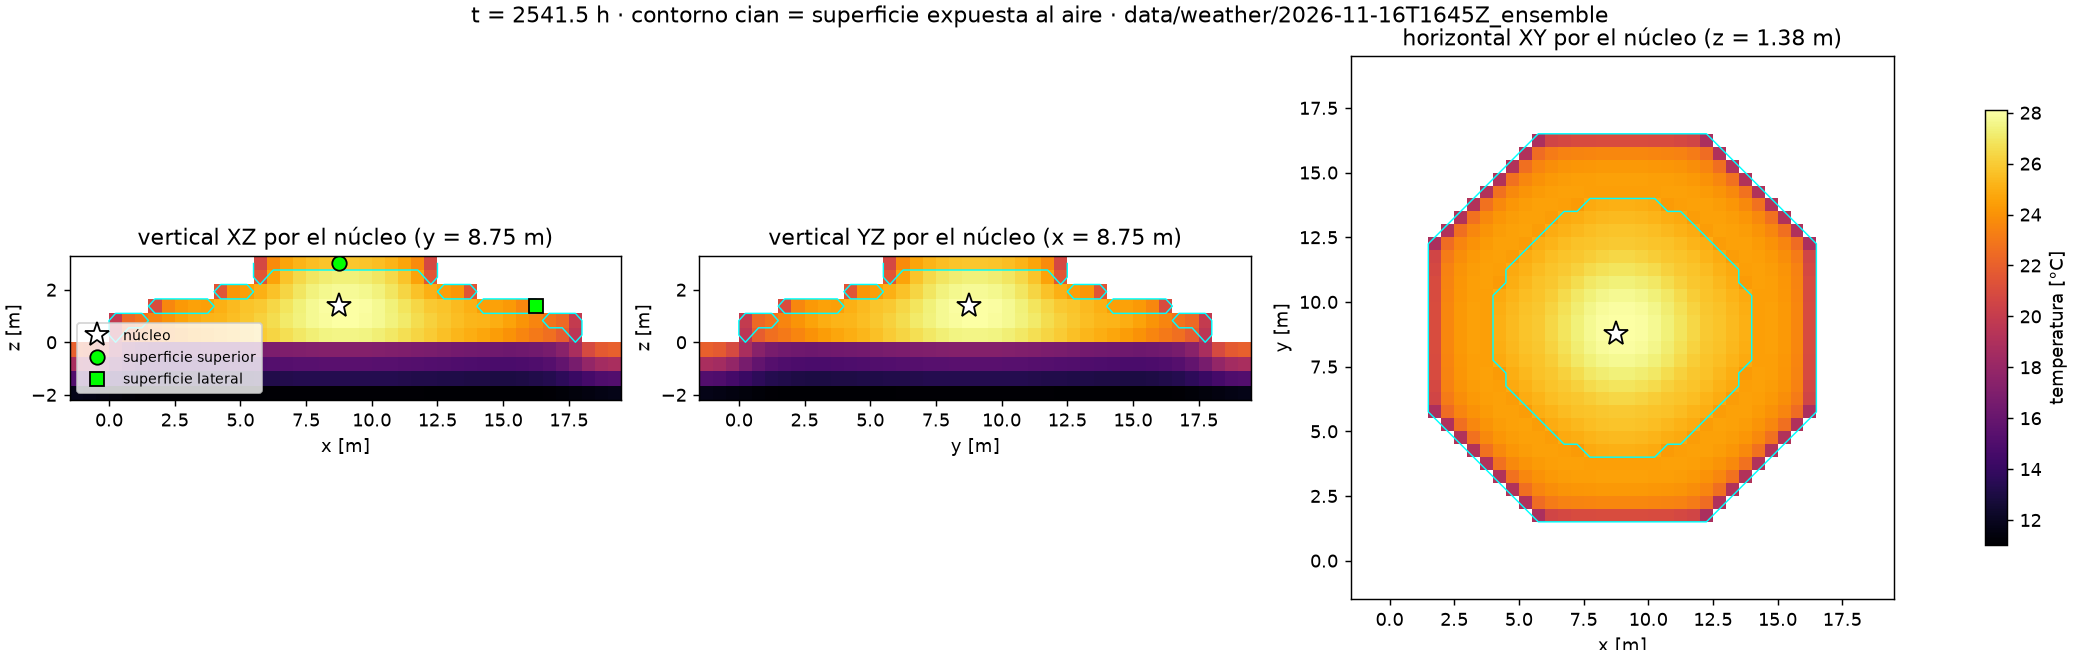 t = 2541.5 h · contorno cian = superficie expuesta al aire · data/weather/2026-11-16T1645Z_ensemble
vertical XZ por el núcleo (y = 8.75 m)
z [m]
2
0
−2
núcleo
superficie superior
superficie lateral
0.0 2.5 5.0 7.5 10.0 12.5 15.0 17.5
x [m]
vertical YZ por el núcleo (x = 8.75 m)
z [m]
2
0
−2
0.0 2.5 5.0 7.5 10.0 12.5 15.0 17.5
y [m]
horizontal XY por el núcleo (z = 1.38 m)
y [m]
17.5
15.0
12.5
10.0
7.5
5.0
2.5
0.0
0.0 2.5 5.0 7.5 10.0 12.5 15.0 17.5
x [m]
28
26
24
22
20
18
16
14
12
temperatura [°C]